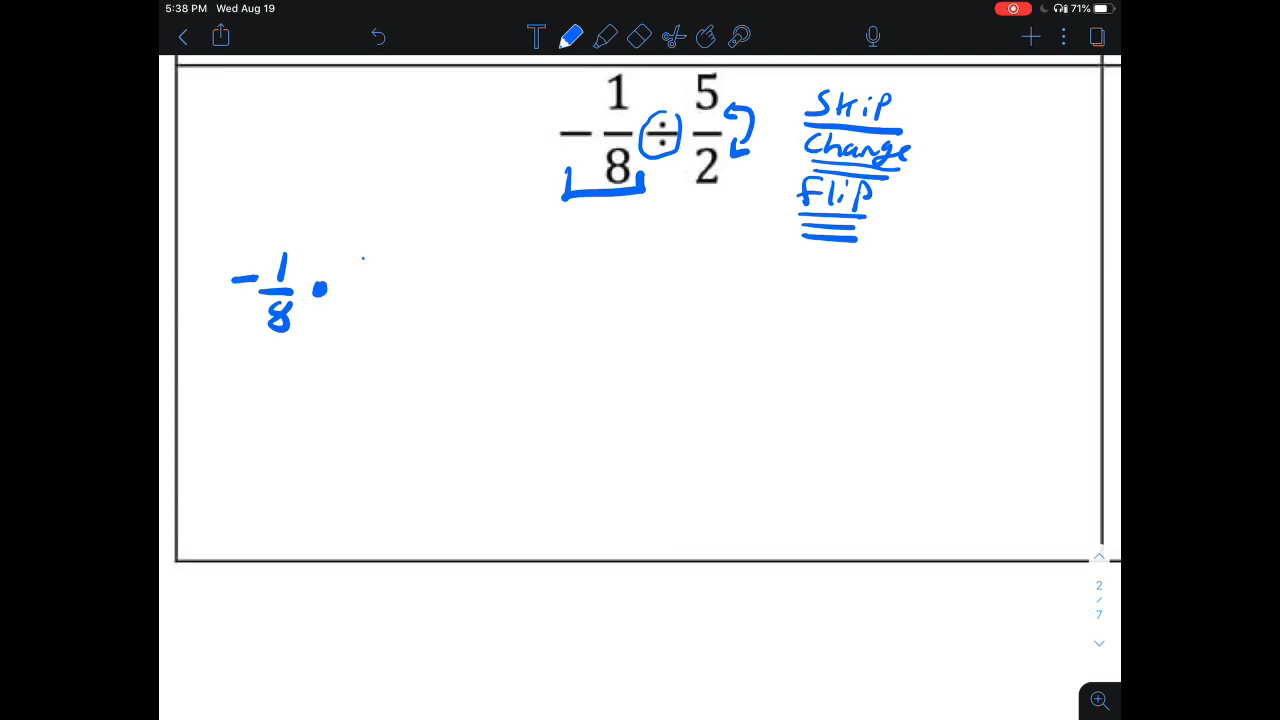 5:38 PM Wed Aug 19
71%
T
− 1/8 ÷ 5/2
Skip
Change
Flip
− 1/8 •
2
/
7